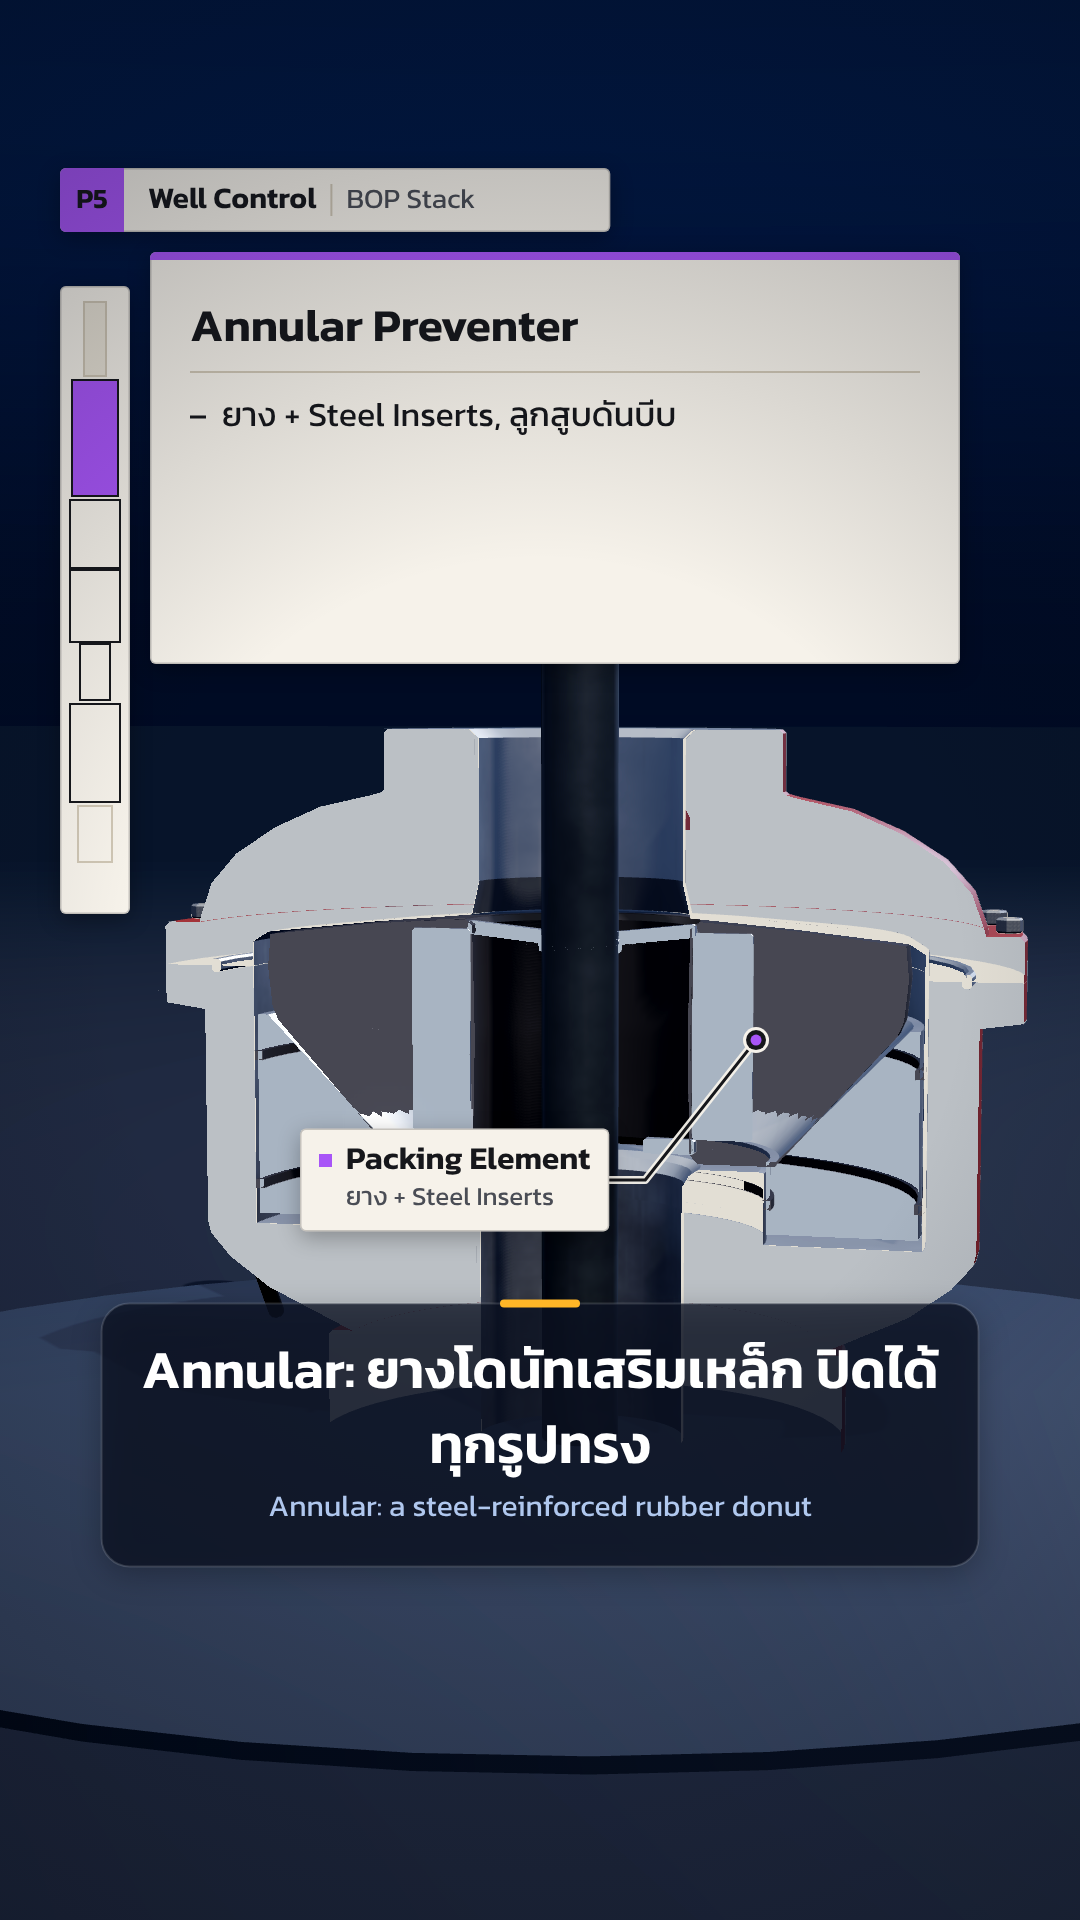 P5 Well Control | BOP Stack
Annular Preventer
– ยาง + Steel Inserts, ลูกสูบดันบีบ
Packing Element
ยาง + Steel Inserts
Annular: ยางโดนัทเสริมเหล็ก ปิดได้
ทุกรูปทรง
Annular: a steel-reinforced rubber donut